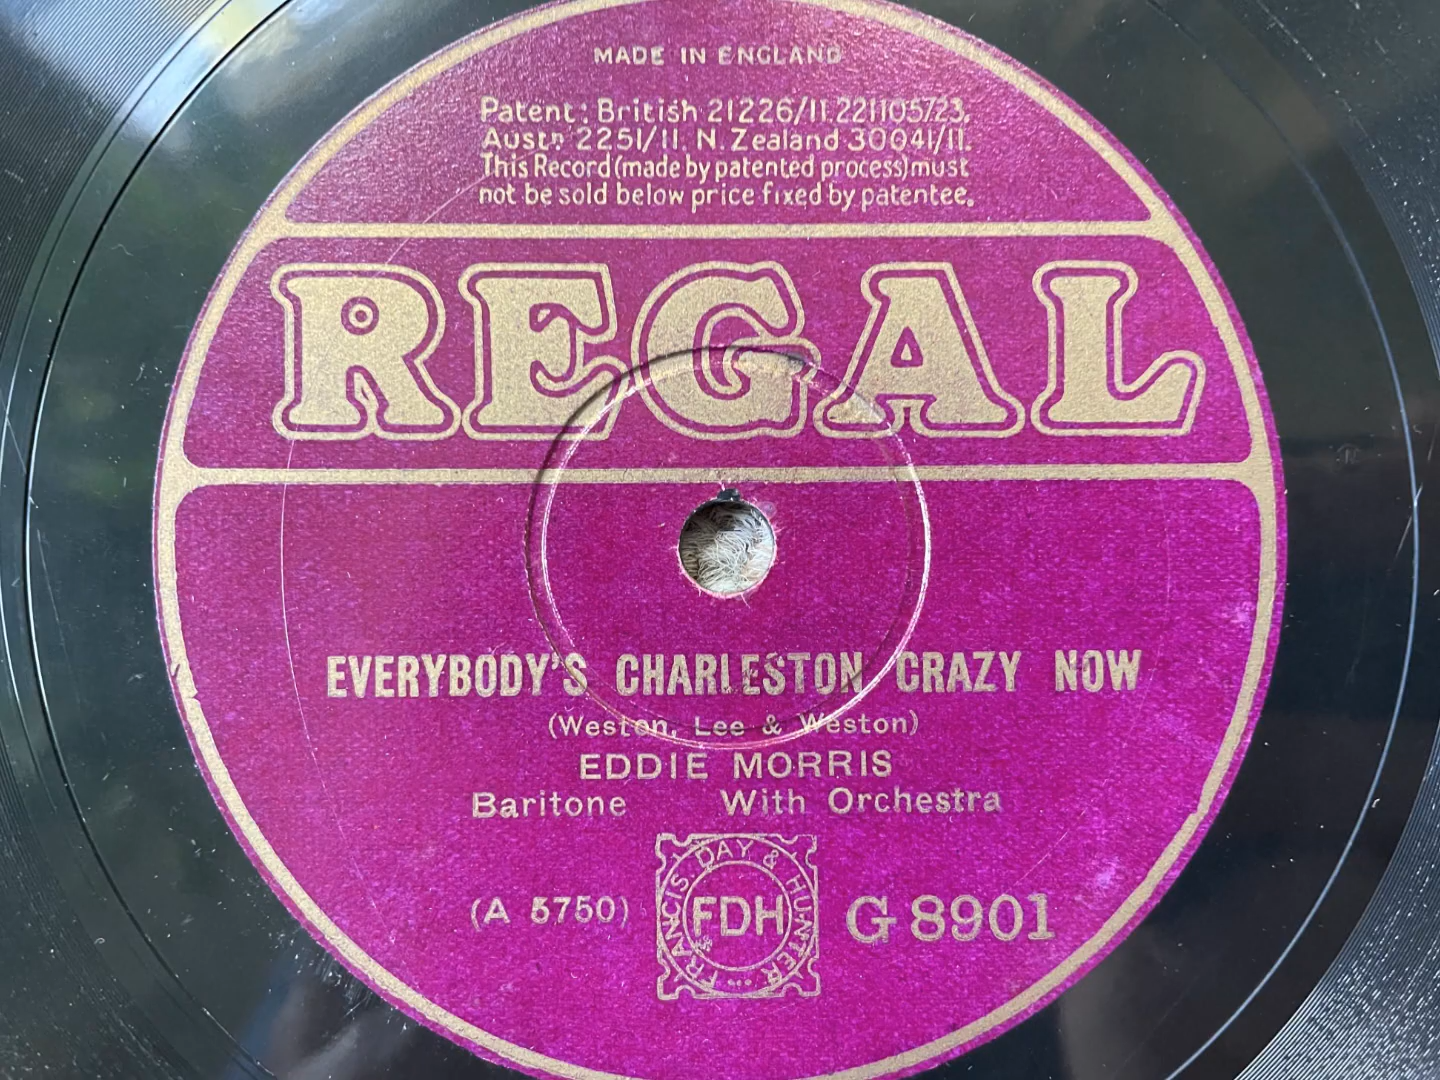 MADE IN ENGLAND
Patent: British 21226/11.221105/23.
Austn 2251/11. N. Zealand 30041/11.
This Record (made by patented process) must
not be sold below price fixed by patentee.
REGAL
EVERYBODY'S CHARLESTON CRAZY NOW
(Weston, Lee & Weston)
EDDIE MORRIS
Baritone With Orchestra
(A 5750)
FRANCIS, DAY & HUNTER
FDH
G 8901